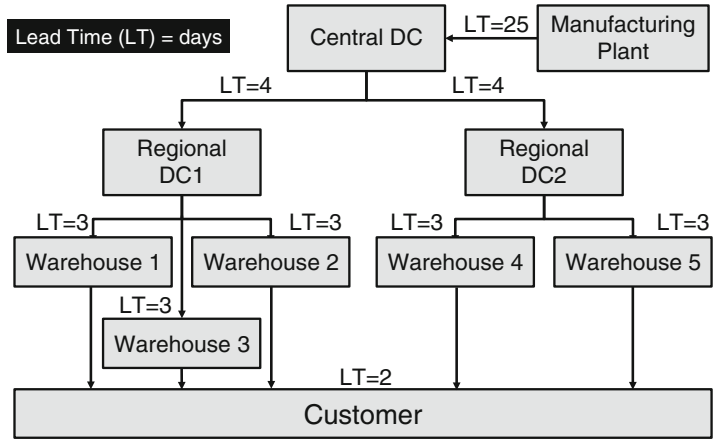 Lead Time (LT) = days
Central DC
LT=25
Manufacturing
Plant
LT=4
LT=4
Regional
DC1
Regional
DC2
LT=3
LT=3
LT=3
LT=3
Warehouse 1
Warehouse 2
Warehouse 4
Warehouse 5
LT=3
Warehouse 3
LT=2
Customer